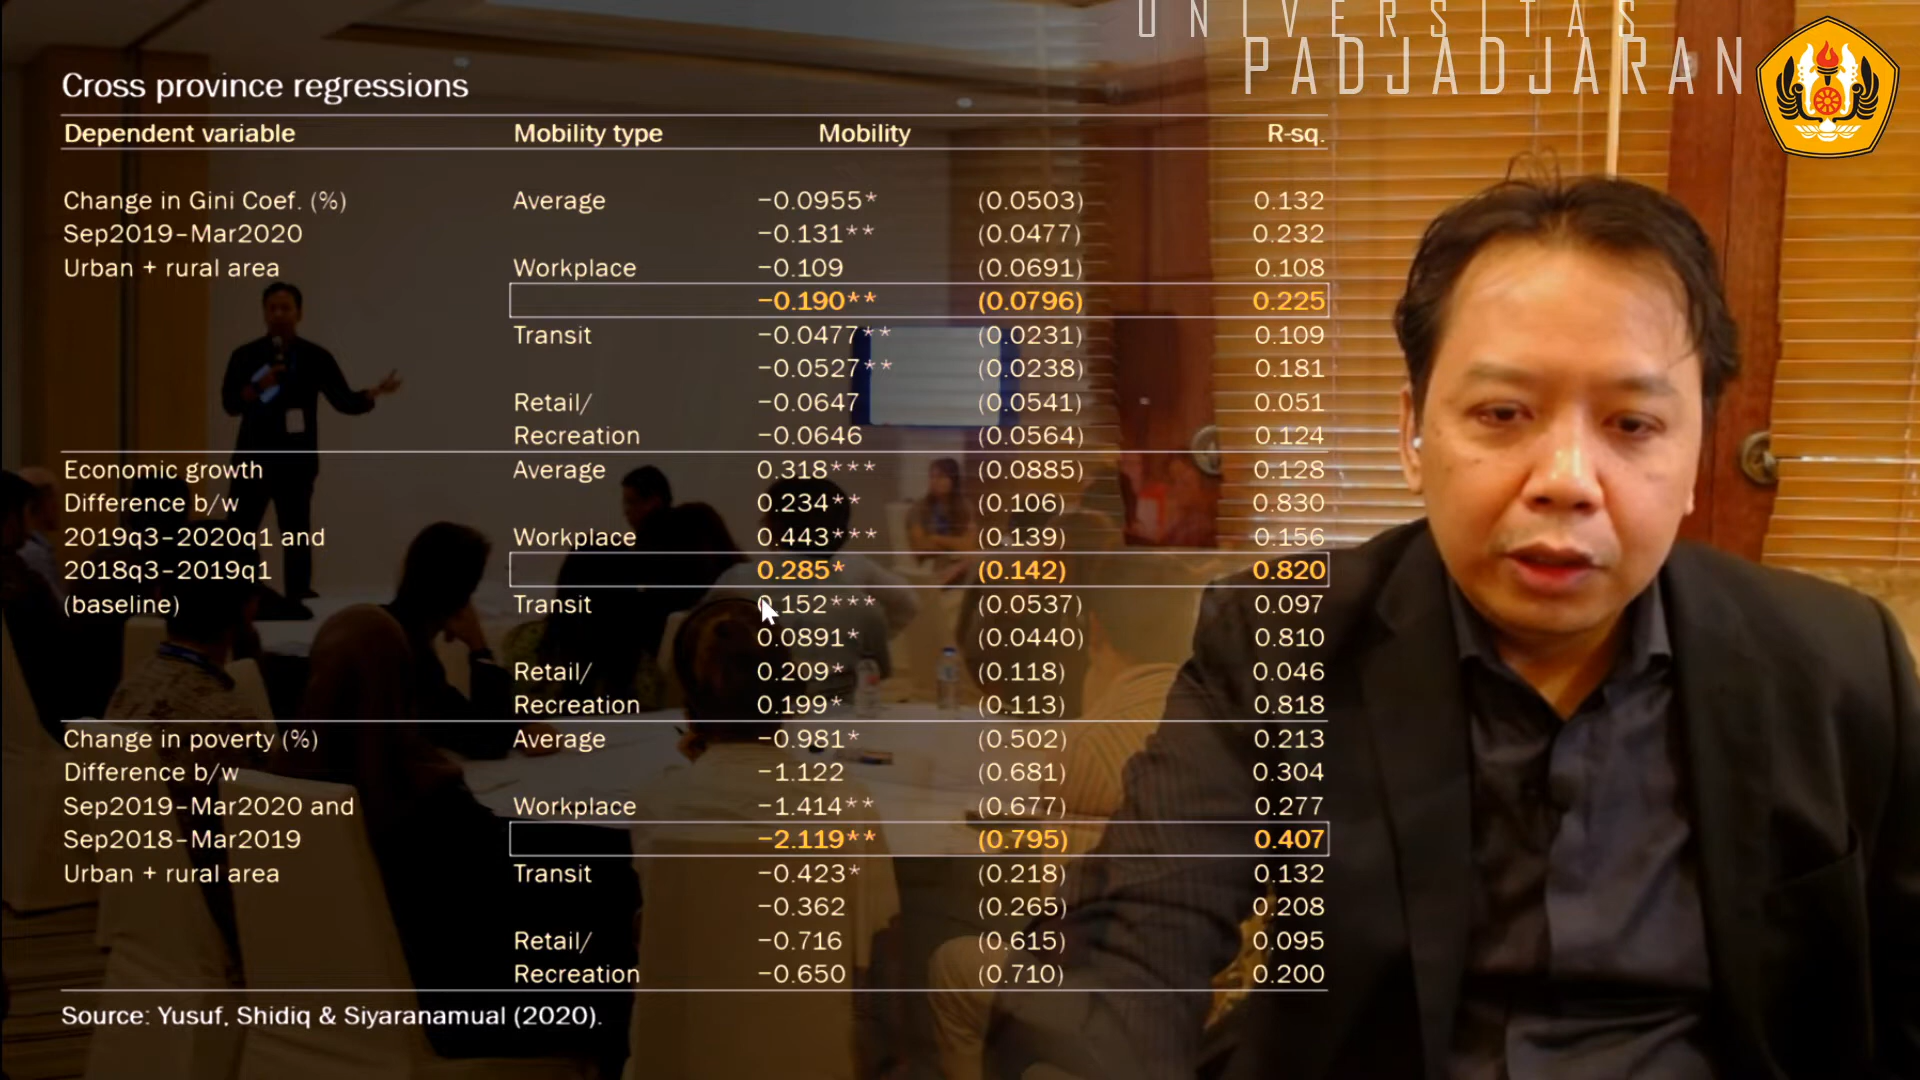 UNIVERSITAS
PADJADJARAN
Cross province regressions
Dependent variable Mobility type Mobility R-sq.
Change in Gini Coef. (%) Average −0.0955* (0.0503) 0.132
Sep2019–Mar2020 −0.131** (0.0477) 0.232
Urban + rural area Workplace −0.109 (0.0691) 0.108
−0.190** (0.0796) 0.225
Transit −0.0477** (0.0231) 0.109
−0.0527** (0.0238) 0.181
Retail/ −0.0647 (0.0541) 0.051
Recreation −0.0646 (0.0564) 0.124
Economic growth Average 0.318*** (0.0885) 0.128
Difference b/w 0.234** (0.106) 0.830
2019q3–2020q1 and Workplace 0.443*** (0.139) 0.156
2018q3–2019q1 0.285* (0.142) 0.820
(baseline) Transit 0.152*** (0.0537) 0.097
0.0891* (0.0440) 0.810
Retail/ 0.209* (0.118) 0.046
Recreation 0.199* (0.113) 0.818
Change in poverty (%) Average −0.981* (0.502) 0.213
Difference b/w −1.122 (0.681) 0.304
Sep2019–Mar2020 and Workplace −1.414** (0.677) 0.277
Sep2018–Mar2019 −2.119** (0.795) 0.407
Urban + rural area Transit −0.423* (0.218) 0.132
−0.362 (0.265) 0.208
Retail/ −0.716 (0.615) 0.095
Recreation −0.650 (0.710) 0.200
Source: Yusuf, Shidiq & Siyaranamual (2020).